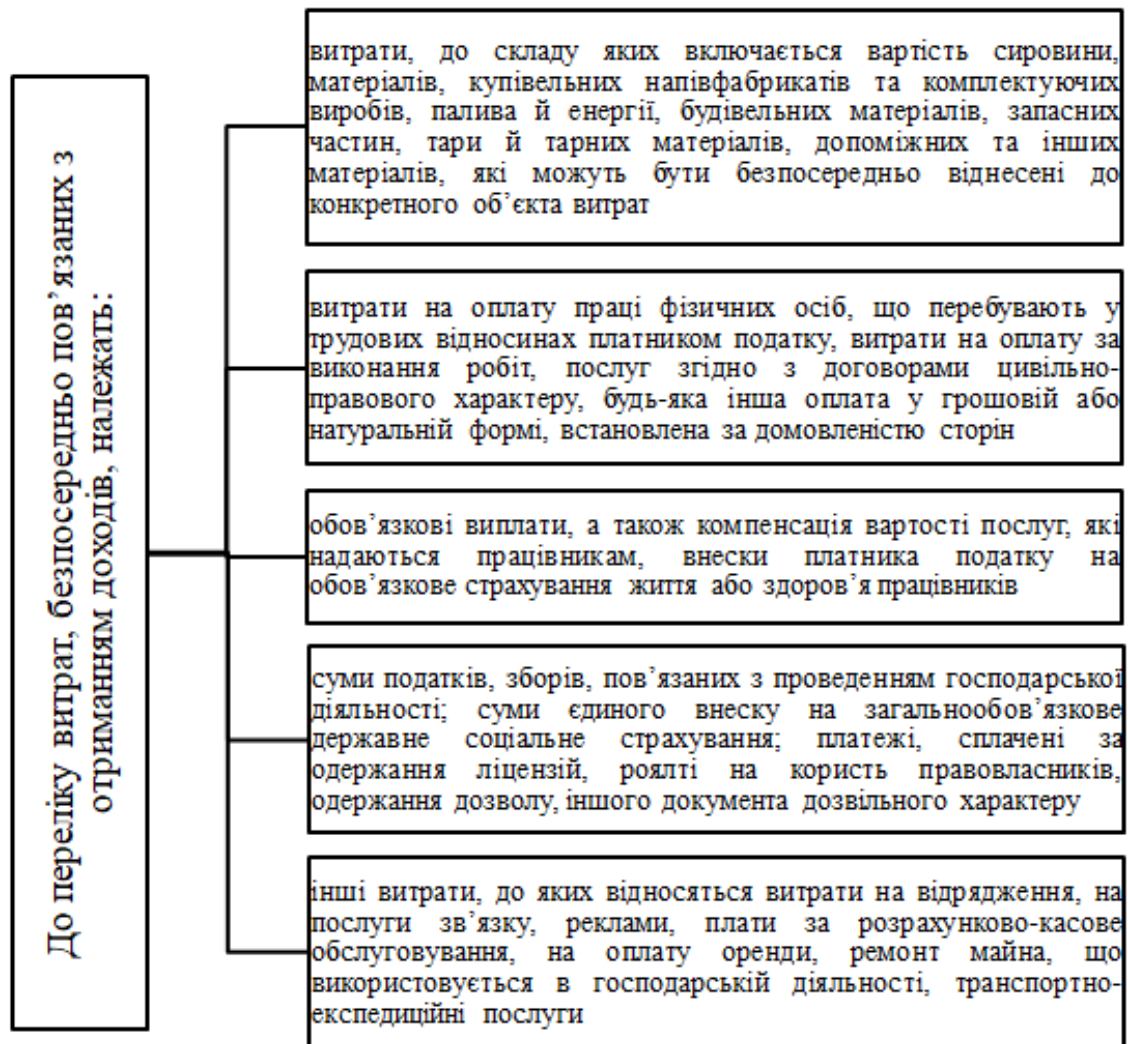 До переліку витрат, безпосередньо пов’язаних з
отриманням доходів, належать:
витрати, до складу яких включається вартість сировини,
матеріалів, купівельних напівфабрикатів та комплектуючих
виробів, палива й енергії, будівельних матеріалів, запасних
частин, тари й тарних матеріалів, допоміжних та інших
матеріалів, які можуть бути безпосередньо віднесені до
конкретного об’єкта витрат
витрати на оплату праці фізичних осіб, що перебувають у
трудових відносинах платником податку, витрати на оплату за
виконання робіт, послуг згідно з договорами цивільно-
правового характеру, будь-яка інша оплата у грошовій або
натуральній формі, встановлена за домовленістю сторін
обов’язкові виплати, а також компенсація вартості послуг, які
надаються працівникам, внески платника податку на
обов’язкове страхування життя або здоров’я працівників
суми податків, зборів, пов’язаних з проведенням господарської
діяльності; суми єдиного внеску на загальнообов’язкове
державне соціальне страхування; платежі, сплачені за
одержання ліцензій, роялті на користь правовласників,
одержання дозволу, іншого документа дозвільного характеру
інші витрати, до яких відносяться витрати на відрядження, на
послуги зв’язку, реклами, плати за розрахунково-касове
обслуговування, на оплату оренди, ремонт майна, що
використовується в господарській діяльності, транспортно-
експедиційні послуги